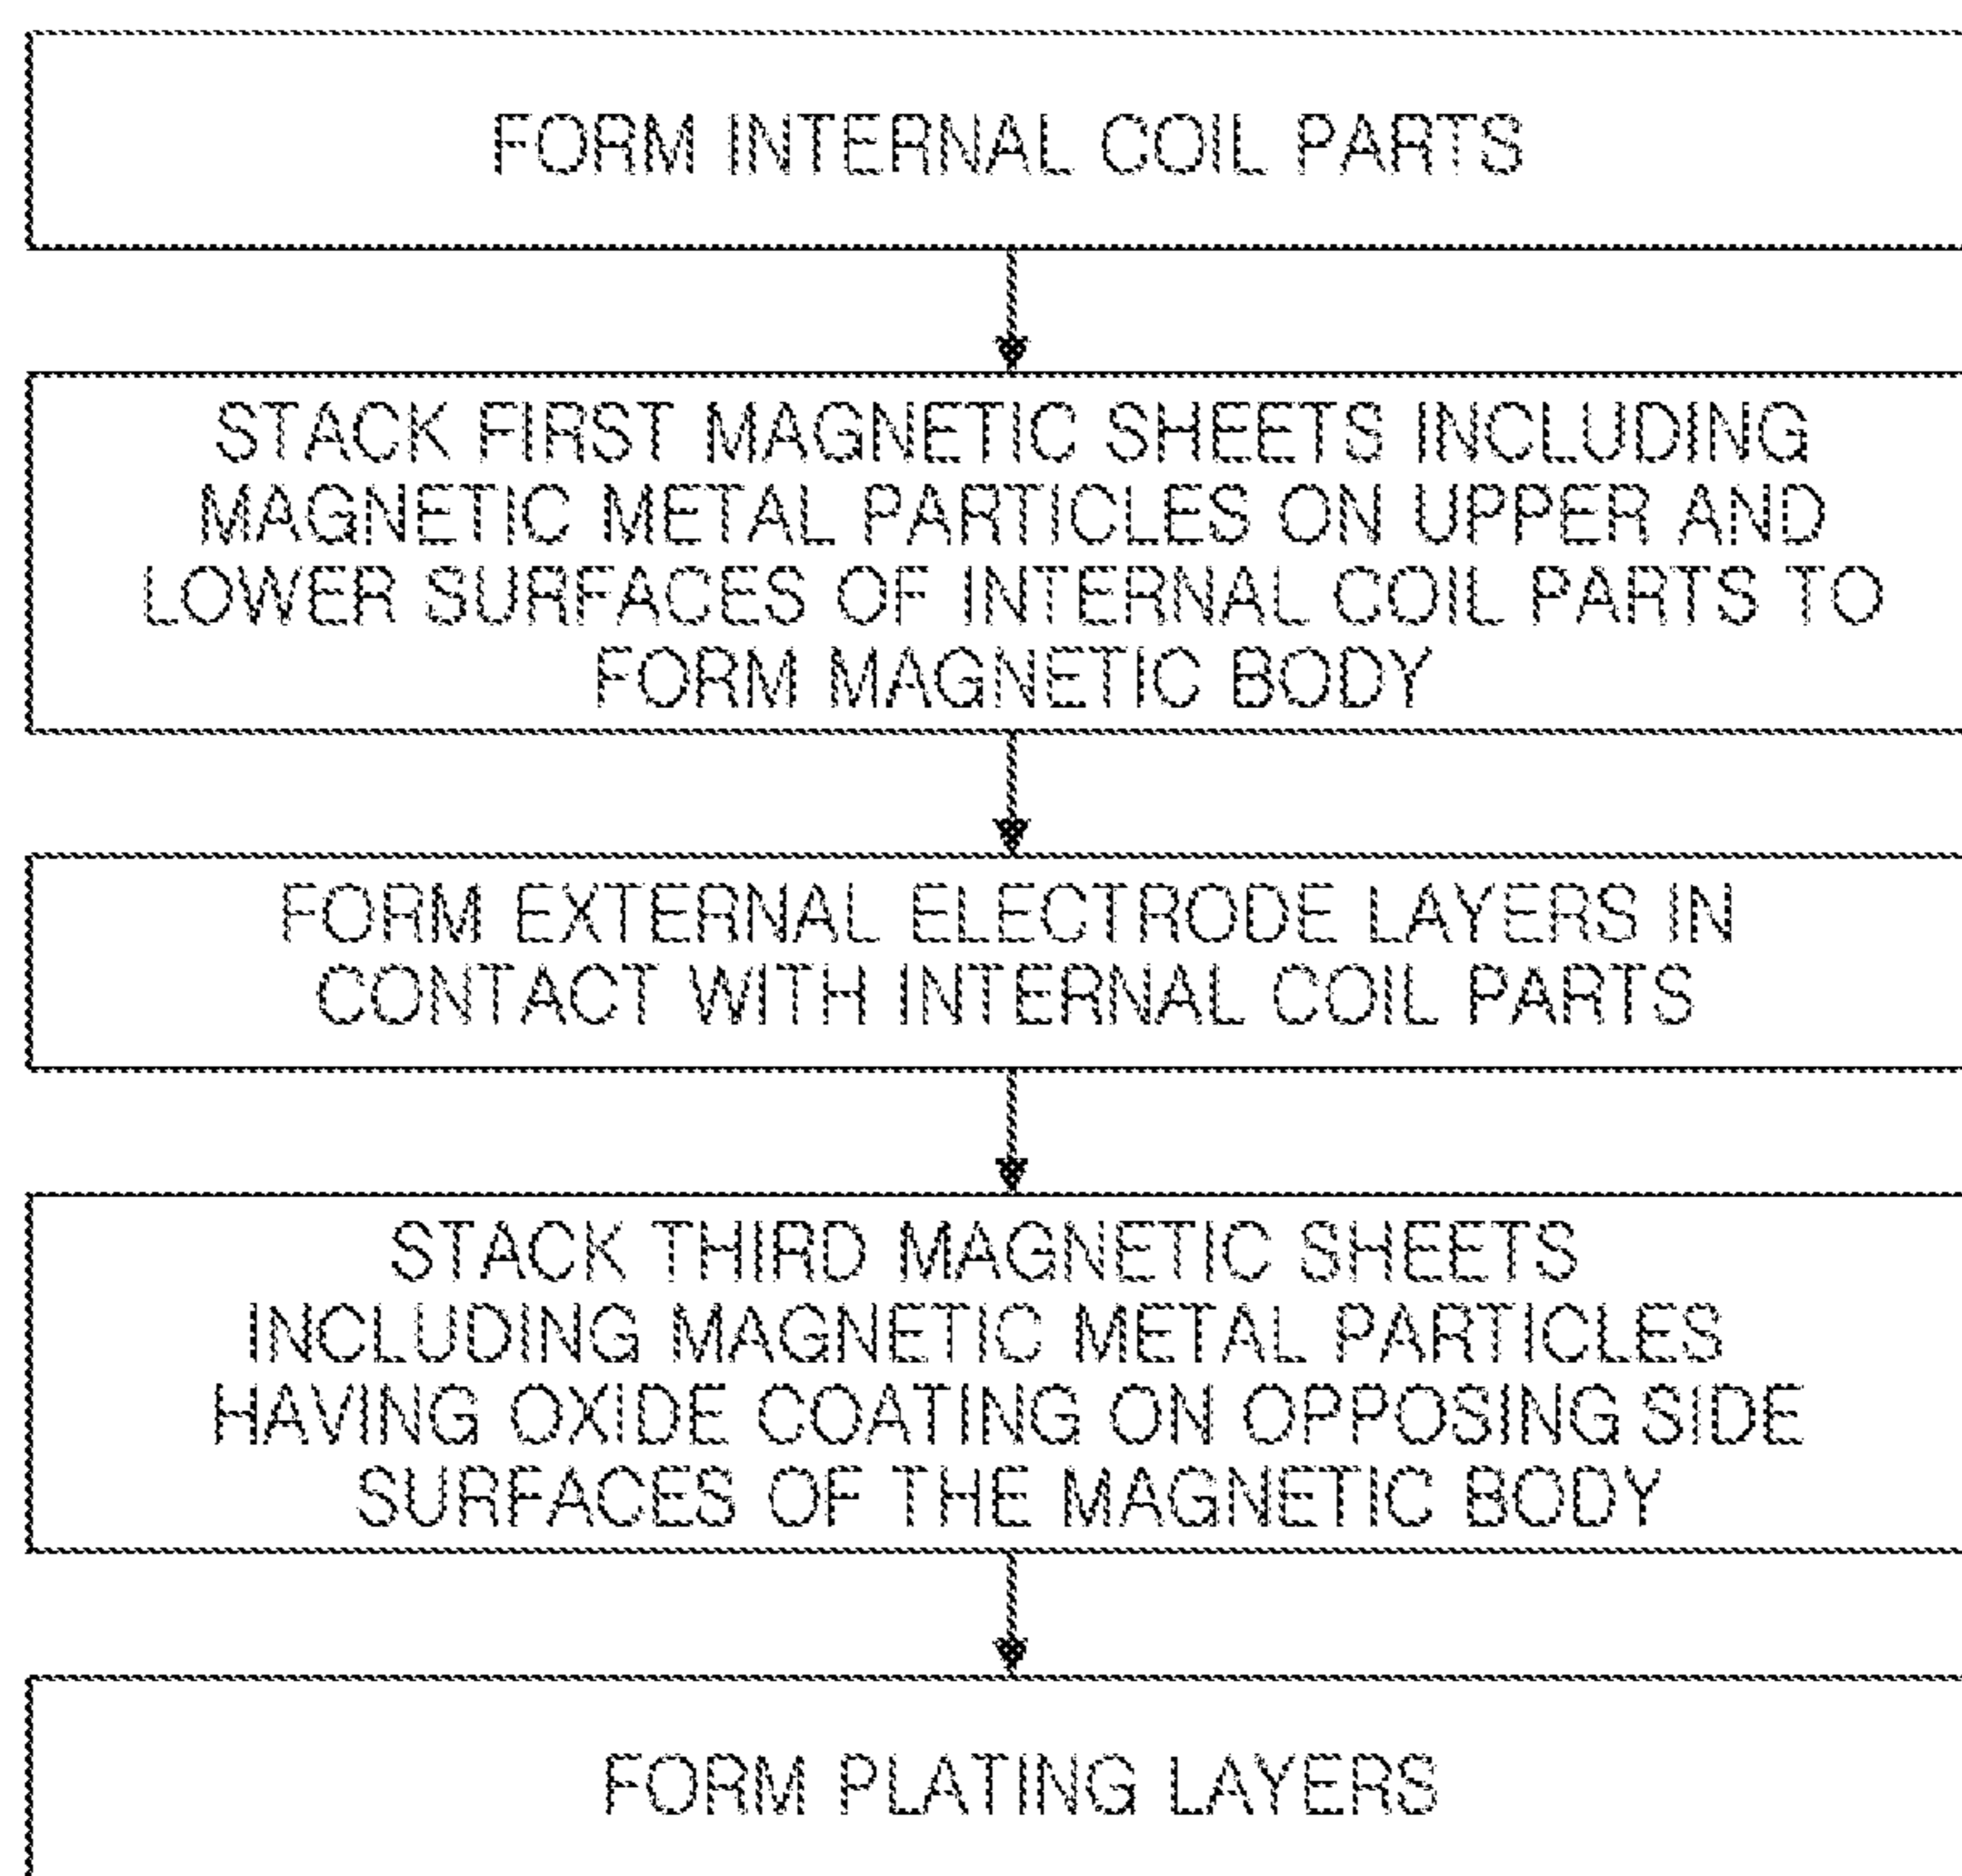 FORM INTERNAL COIL PARTS
STACK FIRST MAGNETIC SHEETS INCLUDING
MAGNETIC METAL PARTICLES ON UPPER AND
LOWER SURFACES OF INTERNAL COIL PARTS TO
FORM MAGNETIC BODY
FORM EXTERNAL ELECTRODE LAYERS IN
CONTACT WITH INTERNAL COIL PARTS
STACK THIRD MAGNETIC SHEETS
INCLUDING MAGNETIC METAL PARTICLES
HAVING OXIDE COATING ON OPPOSING SIDE
SURFACES OF THE MAGNETIC BODY
FORM PLATING LAYERS